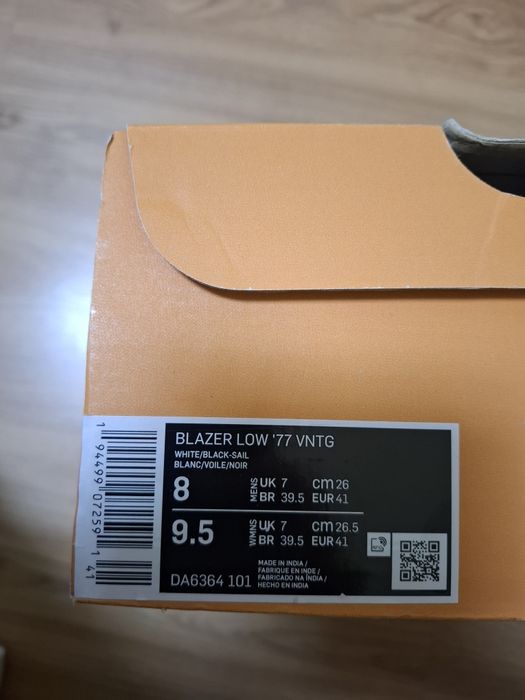 BLAZER LOW '77 VNTG
WHITE/BLACK-SAIL
BLANC/VOILE/NOIR
8 MENS UK 7 cm 26
BR 39.5 EUR 41
9.5 WMNS UK 7 cm 26.5
BR 39.5 EUR 41
DA6364 101
MADE IN INDIA /
FABRIQUE EN INDE /
FABRICADO NA ÍNDIA /
HECHO EN INDIA
1 94499 07259 1 41